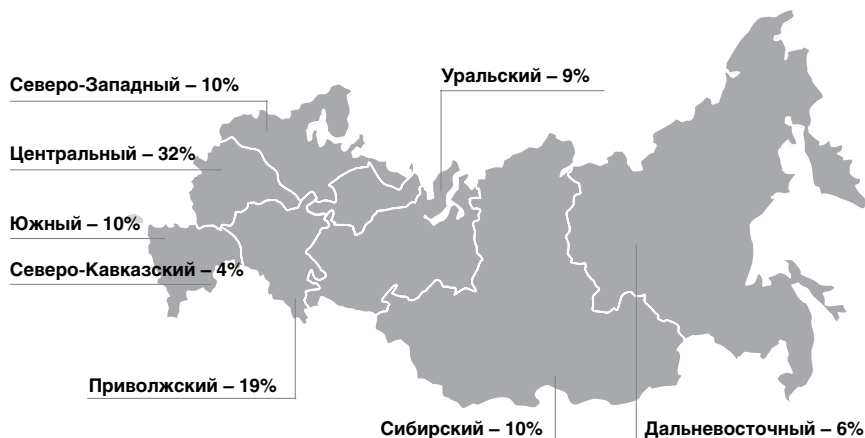 Северо-Западный – 10%
Уральский – 9%
Центральный – 32%
Южный – 10%
Северо-Кавказский – 4%
Приволжский – 19%
Сибирский – 10%
Дальневосточный – 6%